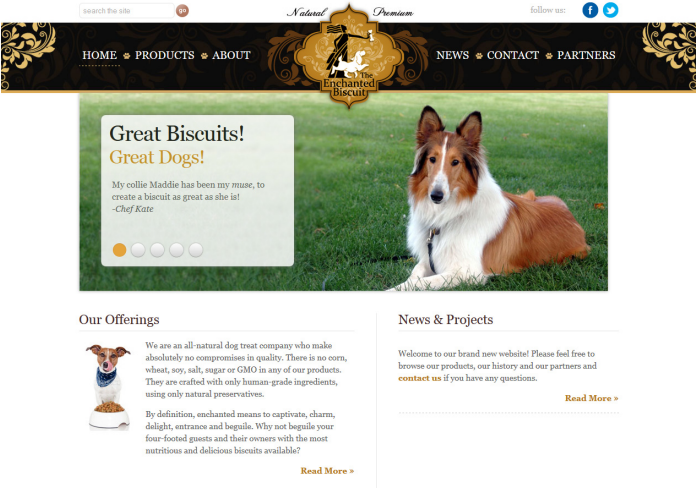 search the site
go
Natural Premium
follow us:
HOME PRODUCTS ABOUT
NEWS CONTACT PARTNERS
The
Enchanted
Biscuit
Great Biscuits!
Great Dogs!
My collie Maddie has been my muse, to
create a biscuit as great as she is!
-Chef Kate
Our Offerings
We are an all-natural dog treat company who make
absolutely no compromises in quality. There is no corn,
wheat, soy, salt, sugar or GMO in any of our products.
They are crafted with only human-grade ingredients,
using only natural preservatives.
By definition, enchanted means to captivate, charm,
delight, entrance and beguile. Why not beguile your
four-footed guests and their owners with the most
nutritious and delicious biscuits available?
Read More »
News & Projects
Welcome to our brand new website! Please feel free to
browse our products, our history and our partners and
contact us if you have any questions.
Read More »